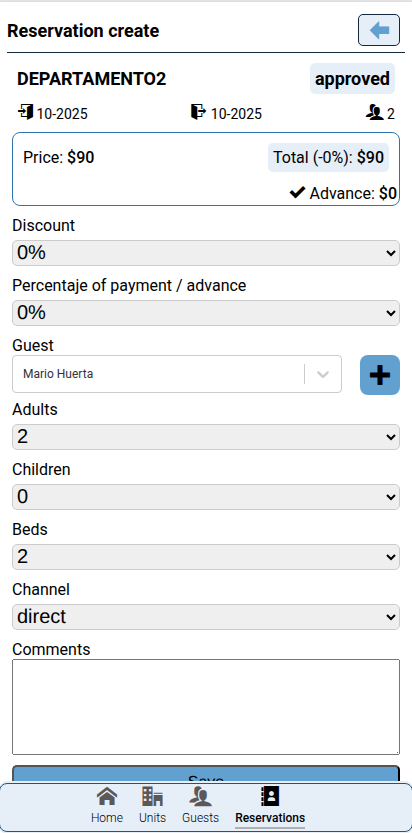 Reservation create
DEPARTAMENTO2 approved
10-2025 10-2025 2
Price: $90 Total (-0%): $90
Advance: $0
Discount
0%
Percentaje of payment / advance
0%
Guest
Mario Huerta
Adults
2
Children
0
Beds
2
Channel
direct
Comments
Save
Home Units Guests Reservations